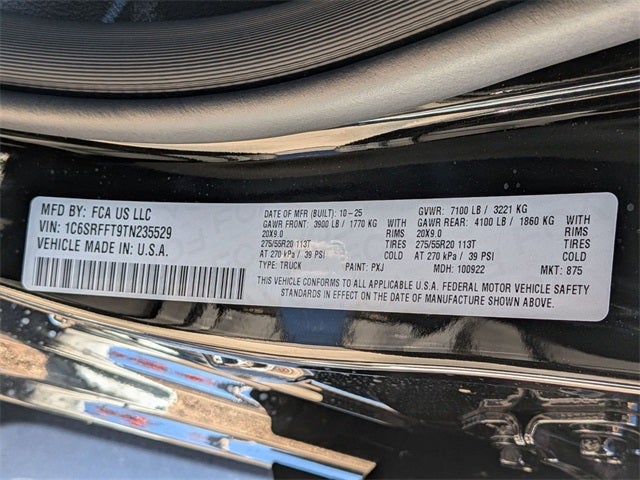 MFD BY: FCA US LLC
VIN: 1C6SRFFT9TN235529
VEHICLE MADE IN U.S.A.
DATE OF MFR (BUILT): 10-25
GVWR: 7100 LB / 3221 KG
GAWR FRONT: 3900 LB / 1770 KG
GAWR REAR: 4100 LB / 1860 KG
20X9.0 RIMS
20X9.0 RIMS
275/55R20 113T TIRES
275/55R20 113T TIRES
AT 270 kPa / 39 PSI COLD
AT 270 kPa / 39 PSI COLD
TYPE: TRUCK PAINT: PXJ MDH: 100922 MKT: 875
THIS VEHICLE CONFORMS TO ALL APPLICABLE U.S.A. FEDERAL MOTOR VEHICLE SAFETY
STANDARDS IN EFFECT ON THE DATE OF MANUFACTURE SHOWN ABOVE.